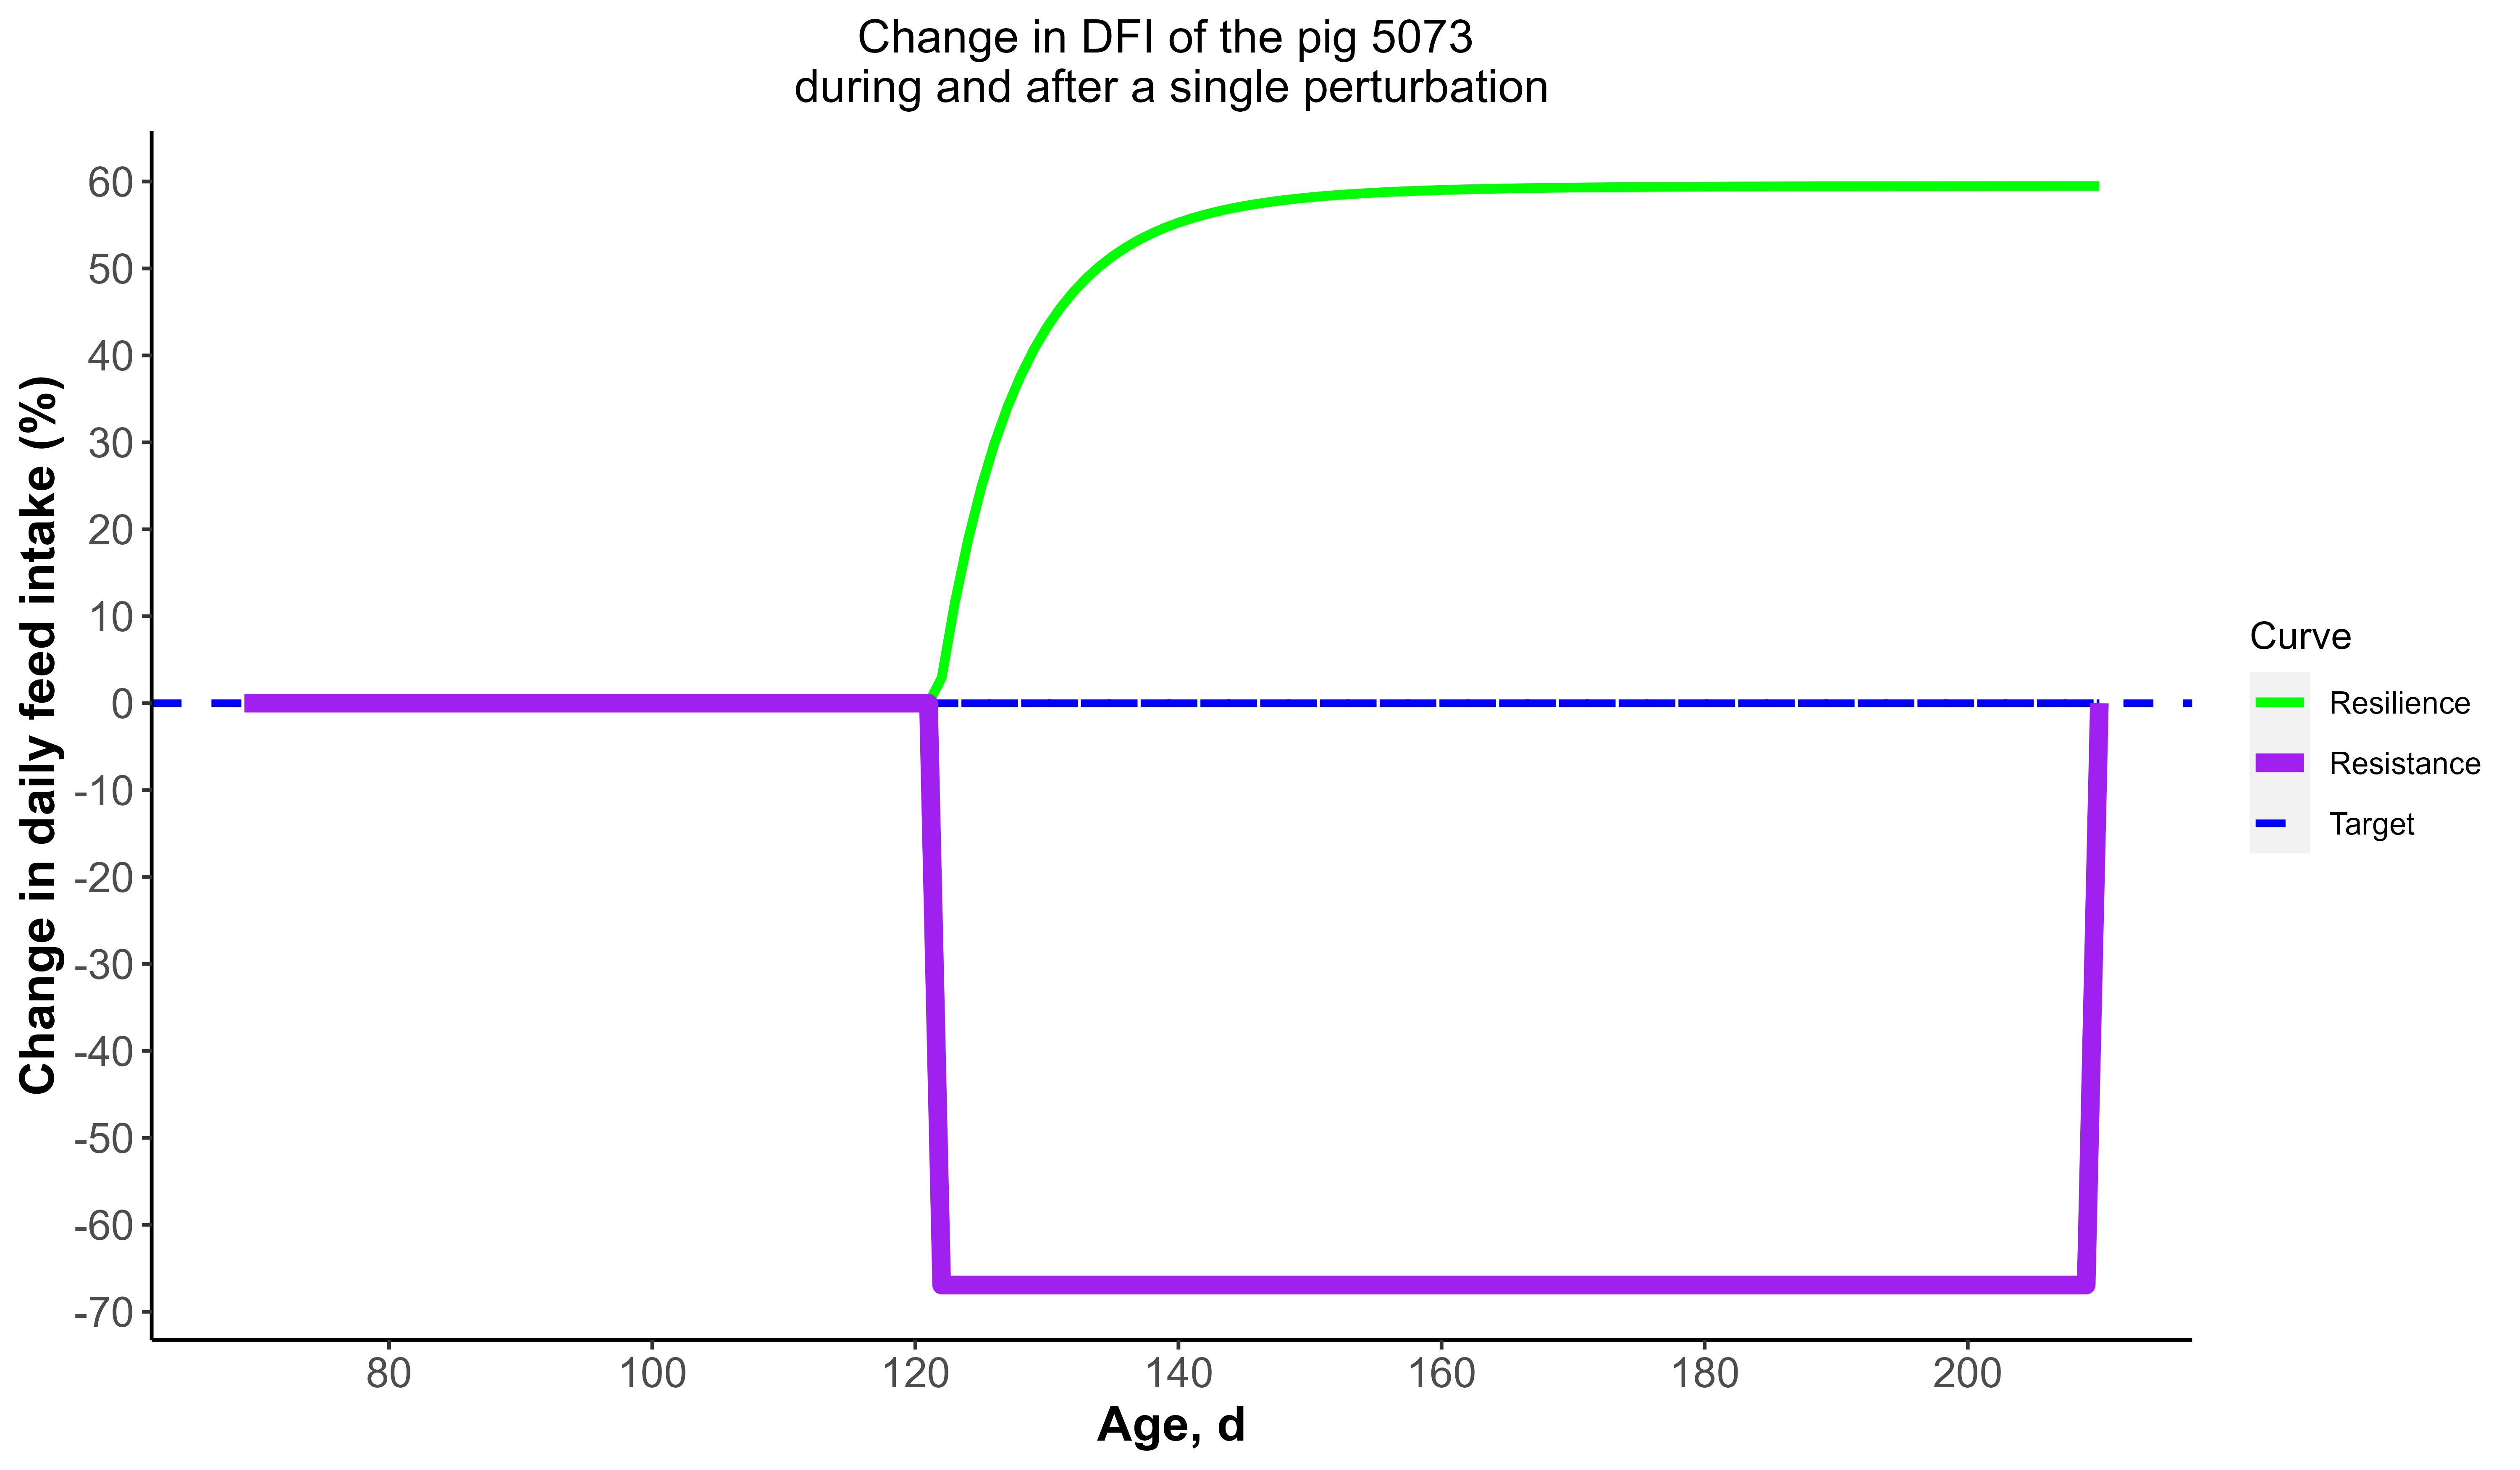 Change in DFI of the pig 5073
during and after a single perturbation
Change in daily feed intake (%)
60
50
40
30
20
10
0
-10
-20
-30
-40
-50
-60
-70
80 100 120 140 160 180 200
Age, d
Curve
Resilience
Resistance
Target